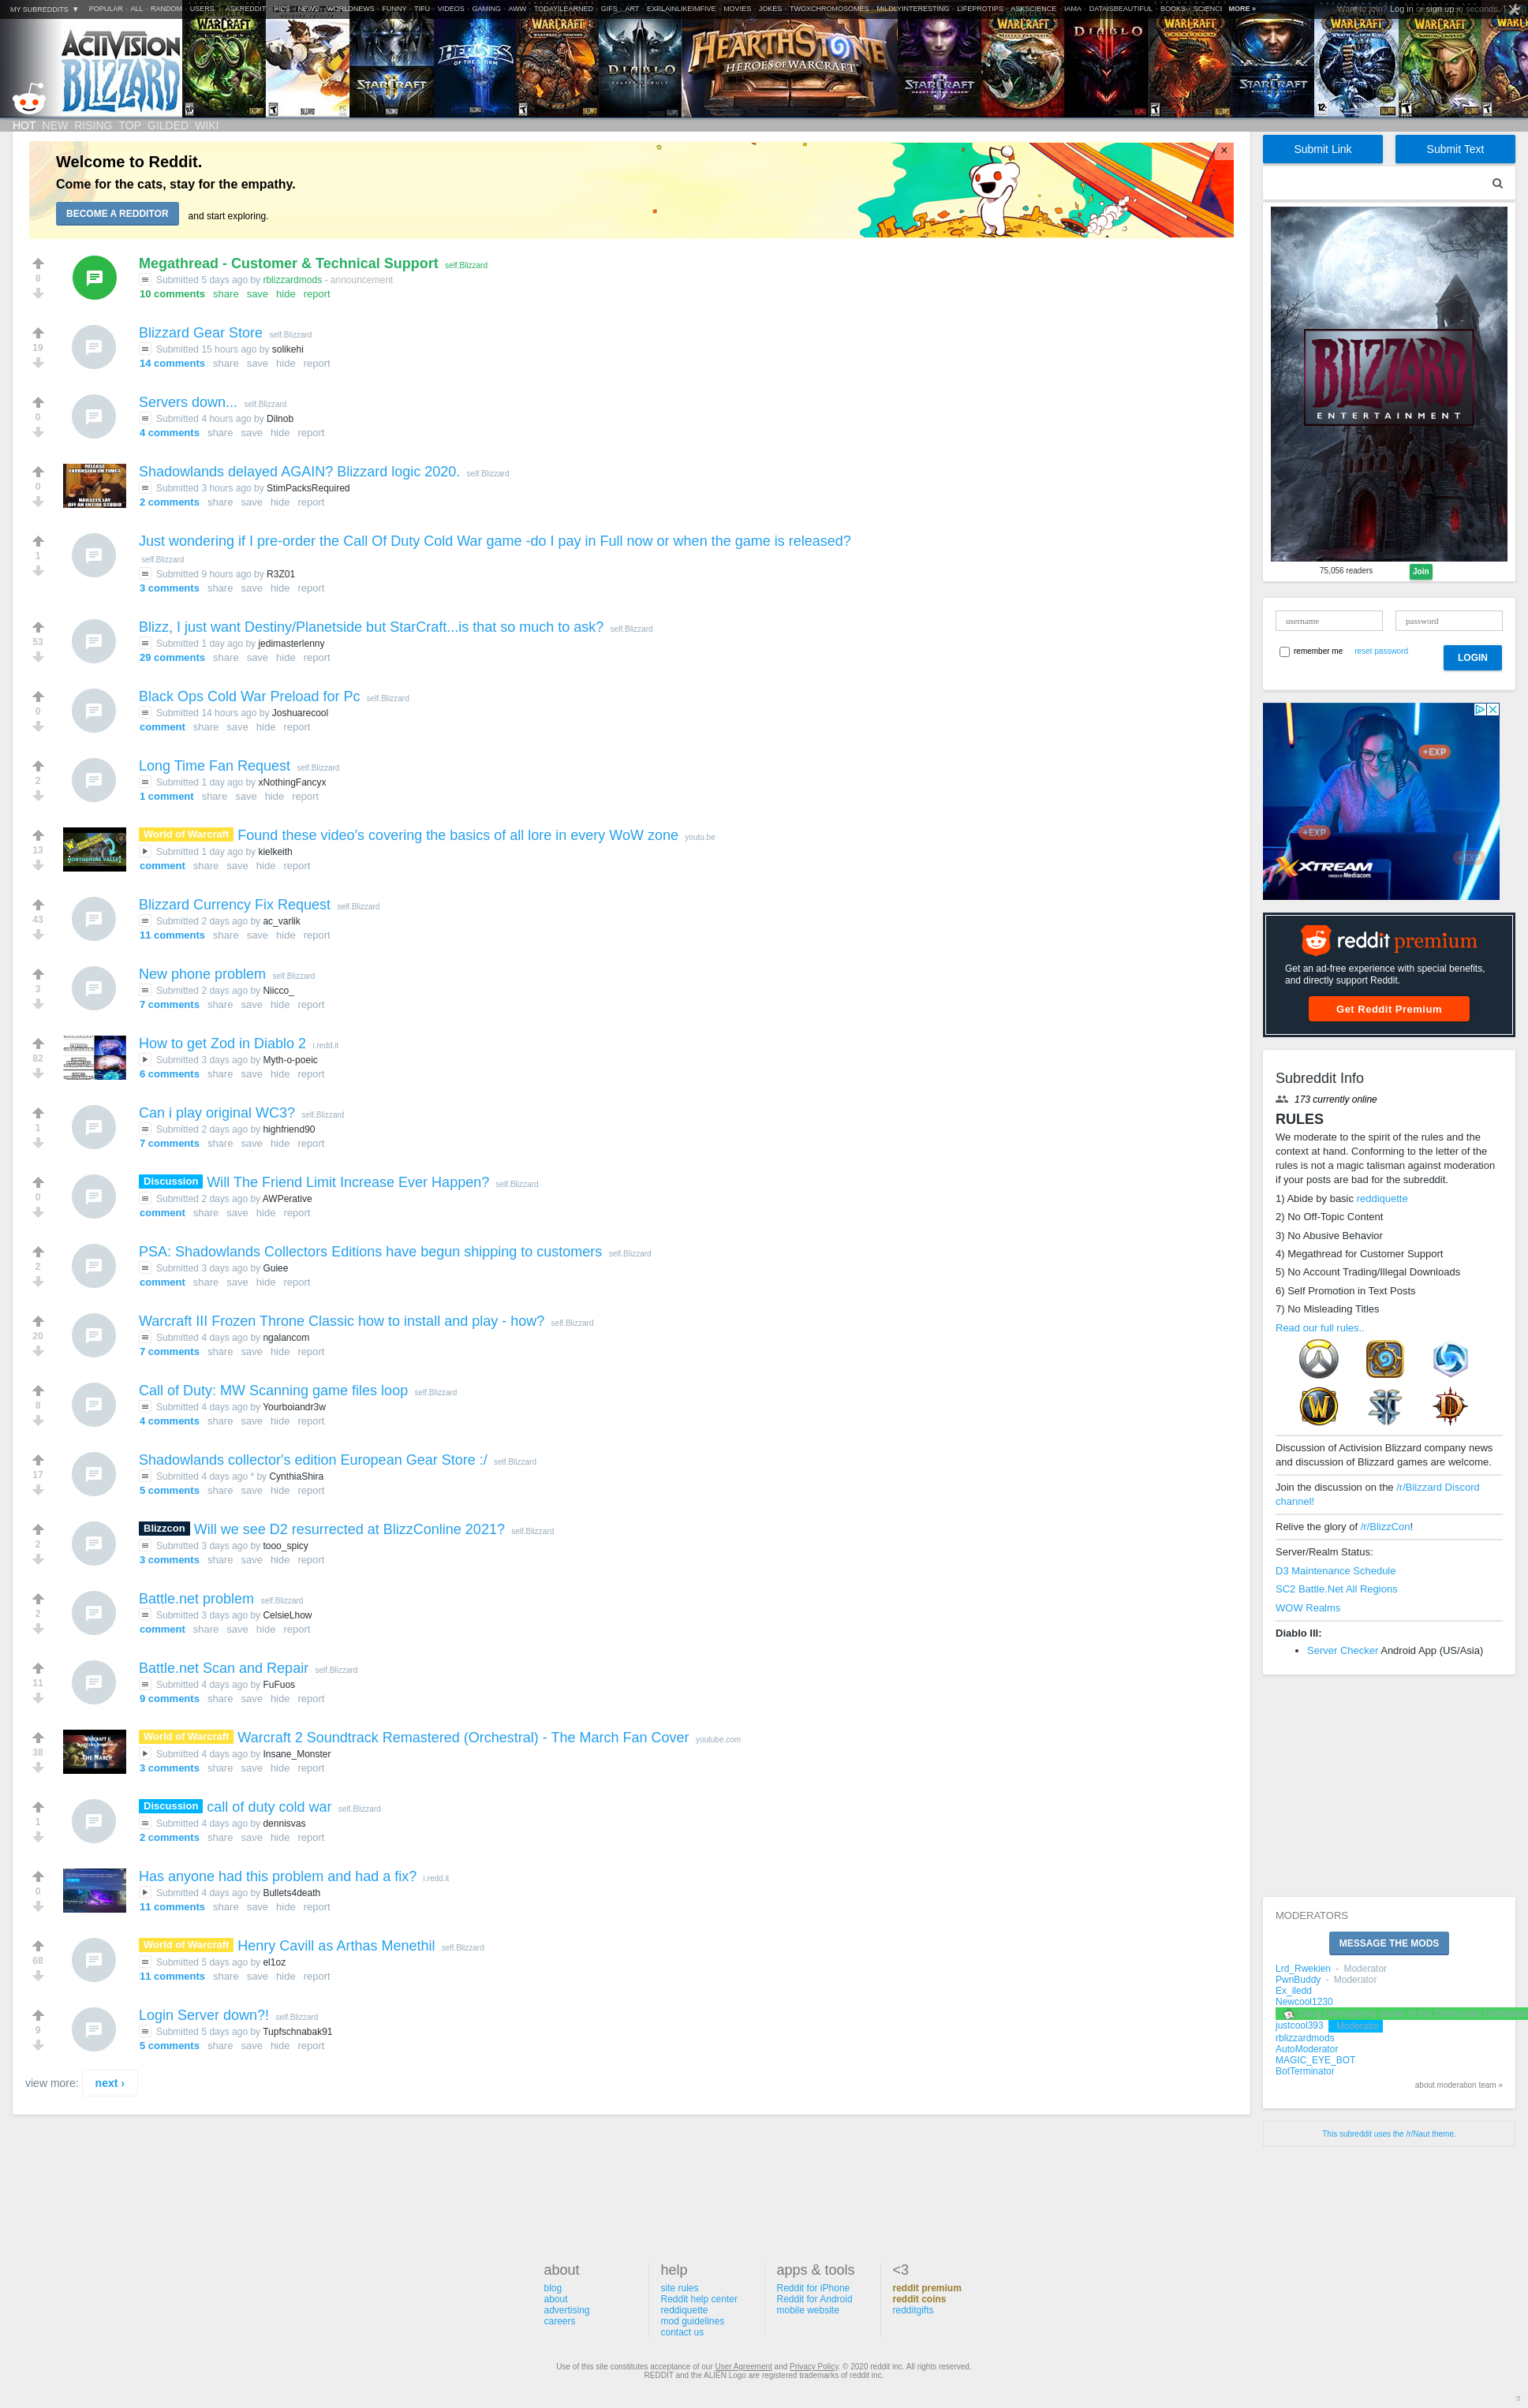 MY SUBREDDITS ▼ POPULAR - ALL - RANDOM - USERS | ASKREDDIT - PICS - NEWS - WORLDNEWS - FUNNY - TIFU - VIDEOS - GAMING - AWW - TODAYILEARNED - GIFS - ART - EXPLAINLIKEIMFIVE - MOVIES - JOKES - TWOXCHROMOSOMES - MILDLYINTERESTING - LIFEPROTIPS - ASKSCIENCE - IAMA - DATAISBEAUTIFUL - BOOKS - SCIENCE MORE »
Want to join? Log in or sign up in seconds.
ACTIVISION
BLIZZARD
HEARTHSTONE
HEROES OF WARCRAFT
DIABLO
STARCRAFT
HEROES OF THE STORM
HOT NEW RISING TOP GILDED WIKI
Welcome to Reddit.
Come for the cats, stay for the empathy.
BECOME A REDDITOR and start exploring.
×
8
Megathread - Customer & Technical Support self.Blizzard
Submitted 5 days ago by rblizzardmods - announcement
10 comments share save hide report
19
Blizzard Gear Store self.Blizzard
Submitted 15 hours ago by solikehi
14 comments share save hide report
0
Servers down... self.Blizzard
Submitted 4 hours ago by Dilnob
4 comments share save hide report
0
Shadowlands delayed AGAIN? Blizzard logic 2020. self.Blizzard
Submitted 3 hours ago by StimPacksRequired
2 comments share save hide report
1
Just wondering if I pre-order the Call Of Duty Cold War game -do I pay in Full now or when the game is released?
self.Blizzard
Submitted 9 hours ago by R3Z01
3 comments share save hide report
53
Blizz, I just want Destiny/Planetside but StarCraft...is that so much to ask? self.Blizzard
Submitted 1 day ago by jedimasterlenny
29 comments share save hide report
0
Black Ops Cold War Preload for Pc self.Blizzard
Submitted 14 hours ago by Joshuarecool
comment share save hide report
2
Long Time Fan Request self.Blizzard
Submitted 1 day ago by xNothingFancyx
1 comment share save hide report
13
World of Warcraft Found these video's covering the basics of all lore in every WoW zone youtu.be
Submitted 1 day ago by kielkeith
comment share save hide report
43
Blizzard Currency Fix Request self.Blizzard
Submitted 2 days ago by ac_varlik
11 comments share save hide report
3
New phone problem self.Blizzard
Submitted 2 days ago by Niicco_
7 comments share save hide report
82
How to get Zod in Diablo 2 i.redd.it
Submitted 3 days ago by Myth-o-poeic
6 comments share save hide report
1
Can i play original WC3? self.Blizzard
Submitted 2 days ago by highfriend90
7 comments share save hide report
0
Discussion Will The Friend Limit Increase Ever Happen? self.Blizzard
Submitted 2 days ago by AWPerative
comment share save hide report
2
PSA: Shadowlands Collectors Editions have begun shipping to customers self.Blizzard
Submitted 3 days ago by Guiee
comment share save hide report
20
Warcraft III Frozen Throne Classic how to install and play - how? self.Blizzard
Submitted 4 days ago by ngalancom
7 comments share save hide report
8
Call of Duty: MW Scanning game files loop self.Blizzard
Submitted 4 days ago by Yourboiandr3w
4 comments share save hide report
17
Shadowlands collector's edition European Gear Store :/ self.Blizzard
Submitted 4 days ago * by CynthiaShira
5 comments share save hide report
2
Blizzcon Will we see D2 resurrected at BlizzConline 2021? self.Blizzard
Submitted 3 days ago by tooo_spicy
3 comments share save hide report
2
Battle.net problem self.Blizzard
Submitted 3 days ago by CelsieLhow
comment share save hide report
11
Battle.net Scan and Repair self.Blizzard
Submitted 4 days ago by FuFuos
9 comments share save hide report
38
World of Warcraft Warcraft 2 Soundtrack Remastered (Orchestral) - The March Fan Cover youtube.com
Submitted 4 days ago by Insane_Monster
3 comments share save hide report
1
Discussion call of duty cold war self.Blizzard
Submitted 4 days ago by dennisvas
2 comments share save hide report
0
Has anyone had this problem and had a fix? i.redd.it
Submitted 4 days ago by Bullets4death
11 comments share save hide report
68
World of Warcraft Henry Cavill as Arthas Menethil self.Blizzard
Submitted 5 days ago by el1oz
11 comments share save hide report
9
Login Server down?! self.Blizzard
Submitted 5 days ago by Tupfschnabak91
5 comments share save hide report
view more: next ›
Submit Link Submit Text
BLIZZARD
ENTERTAINMENT
75,056 readers Join
username password
remember me reset password LOGIN
+EXP
+EXP
+EXP
XTREAM
POWERED BY Mediacom
reddit premium
Get an ad-free experience with special benefits,
and directly support Reddit.
Get Reddit Premium
Subreddit Info
173 currently online
RULES
We moderate to the spirit of the rules and the
context at hand. Conforming to the letter of the
rules is not a magic talisman against moderation
if your posts are bad for the subreddit.
1) Abide by basic reddiquette
2) No Off-Topic Content
3) No Abusive Behavior
4) Megathread for Customer Support
5) No Account Trading/Illegal Downloads
6) Self Promotion in Text Posts
7) No Misleading Titles
Read our full rules..
Discussion of Activision Blizzard company news
and discussion of Blizzard games are welcome.
Join the discussion on the /r/Blizzard Discord
channel!
Relive the glory of /r/BlizzCon!
Server/Realm Status:
D3 Maintenance Schedule
SC2 Battle.Net All Regions
WOW Realms
Diablo III:
• Server Checker Android App (US/Asia)
MODERATORS
MESSAGE THE MODS
Lrd_Rwekien - Moderator
PwnBuddy - Moderator
Ex_iledd
Newcool1230
justcool393 Moderator
rblizzardmods
AutoModerator
MAGIC_EYE_BOT
BotTerminator
about moderation team »
This subreddit uses the /r/Naut theme.
about
blog
about
advertising
careers
help
site rules
Reddit help center
reddiquette
mod guidelines
contact us
apps & tools
Reddit for iPhone
Reddit for Android
mobile website
<3
reddit premium
reddit coins
redditgifts
Use of this site constitutes acceptance of our User Agreement and Privacy Policy. © 2020 reddit inc. All rights reserved.
REDDIT and the ALIEN Logo are registered trademarks of reddit inc.
π